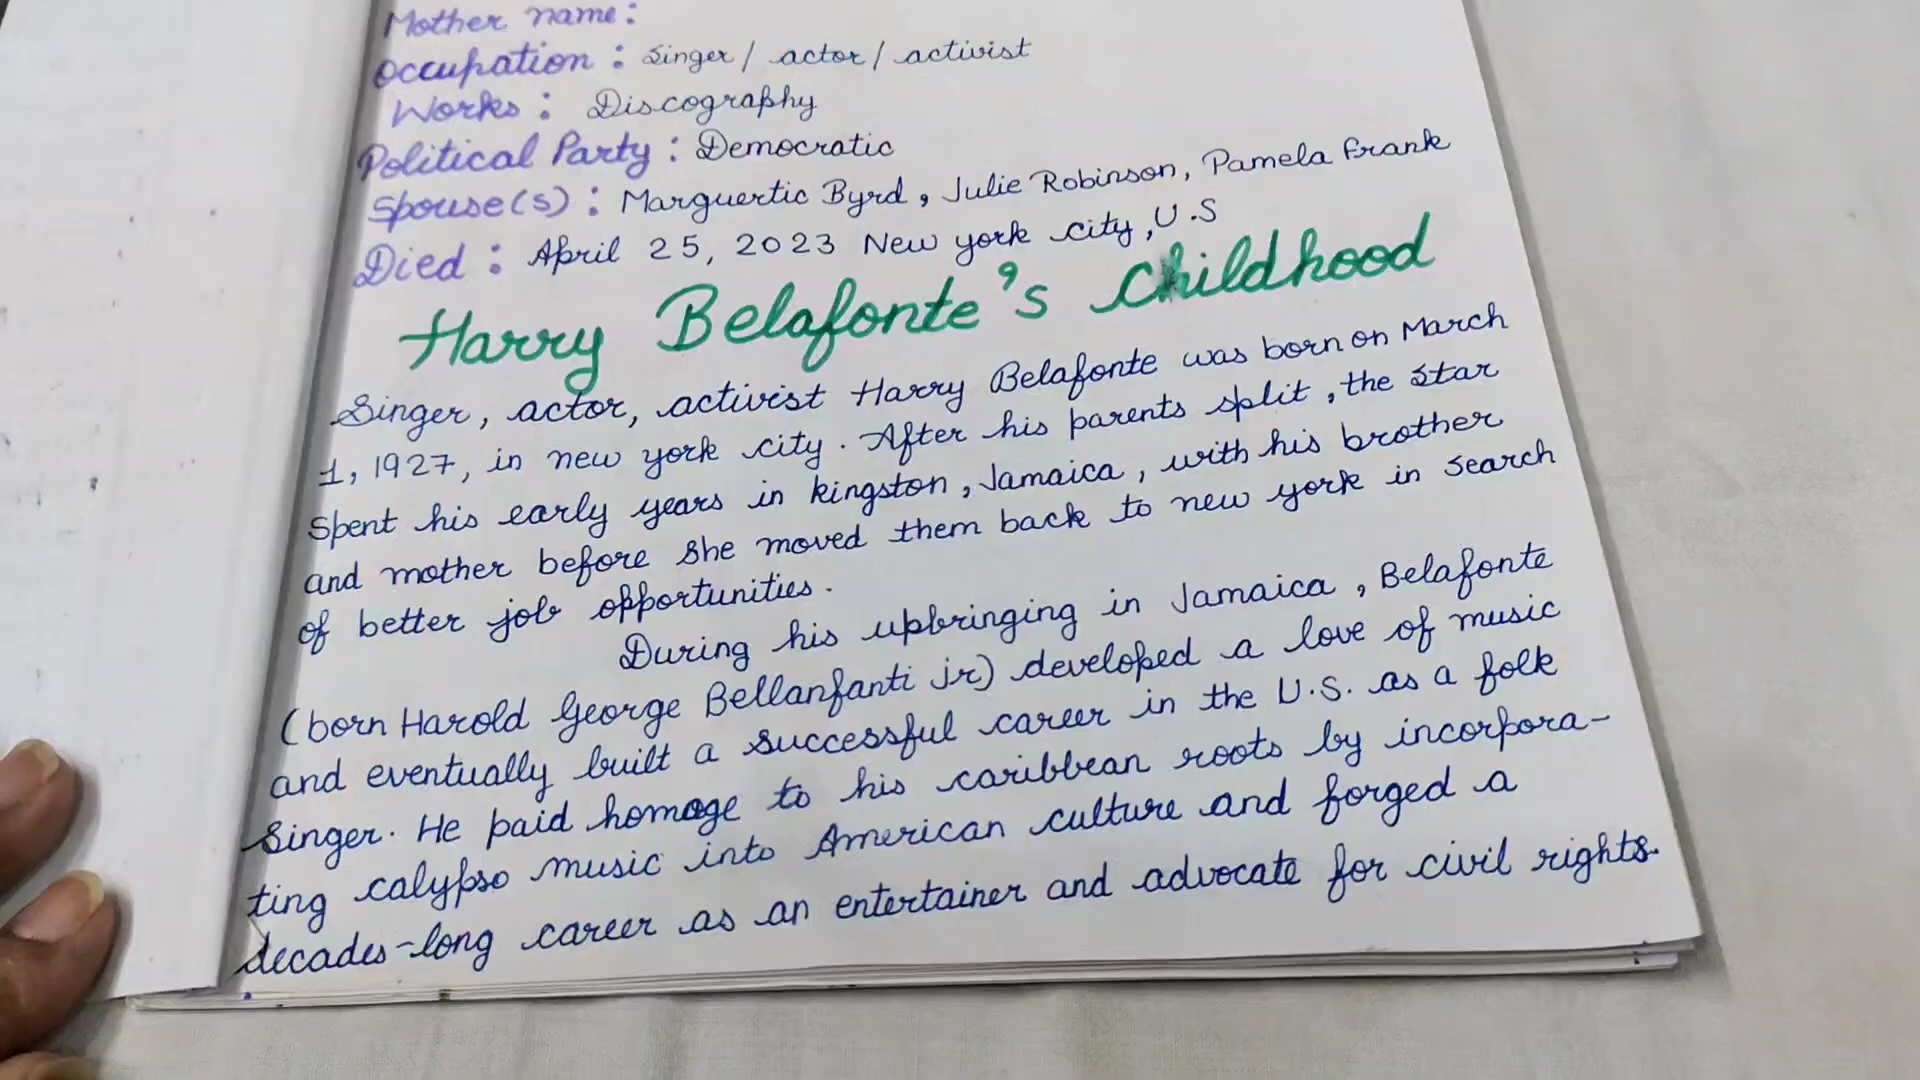 Mother name:
Occupation : Singer / actor / activist
Works : Discography
Political Party : Democratic
Spouse(s) : Marguertic Byrd, Julie Robinson, Pamela Frank
Died : April 25, 2023 New york city, U.S
Harry Belafonte's Childhood
Singer, actor, activist Harry Belafonte was born on March
1, 1927, in new york city. After his parents split, the star
spent his early years in kingston, Jamaica, with his brother
and mother before she moved them back to new york in search
of better job opportunities.
During his upbringing in Jamaica, Belafonte
(born Harold George Bellanfanti jr) developed a love of music
and eventually built a successful career in the U.S. as a folk
singer. He paid homage to his caribbean roots by incorpora-
ting calypso music into American culture and forged a
decades-long career as an entertainer and advocate for civil rights.